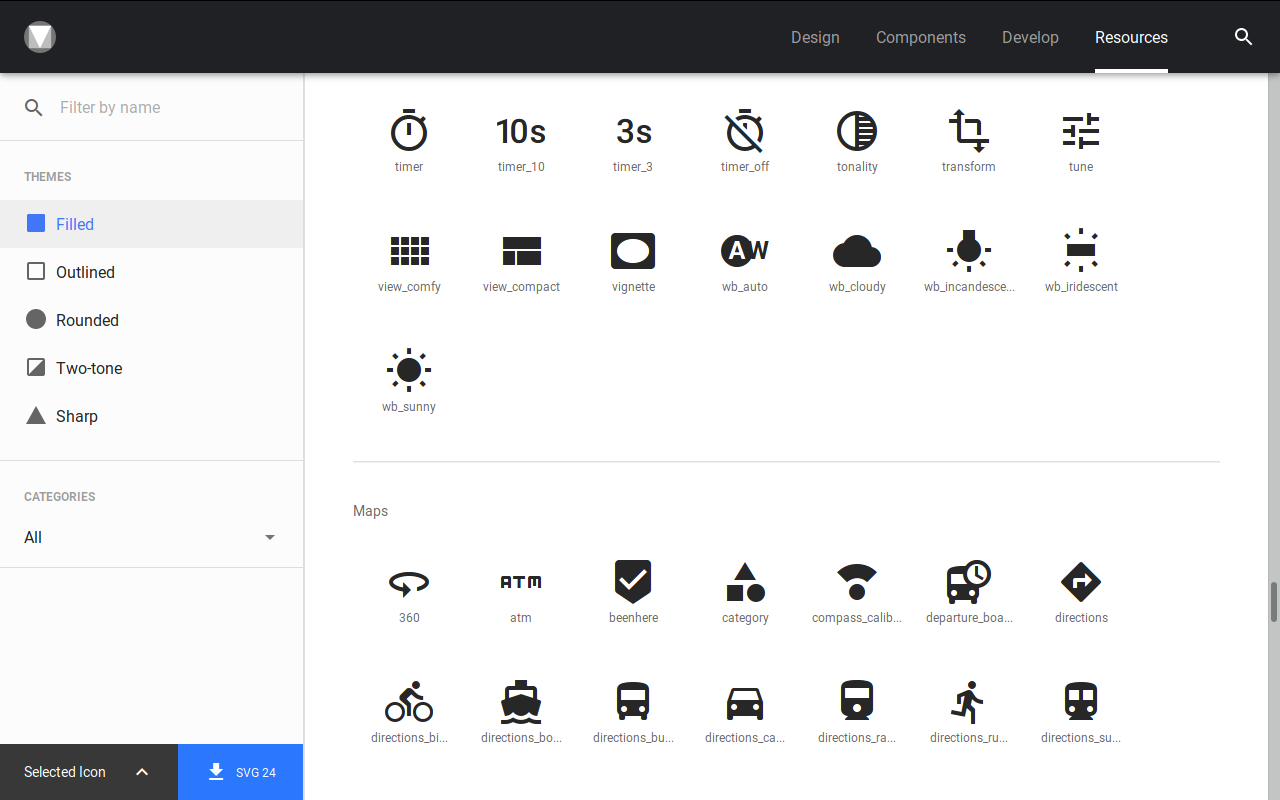 Design Components Develop Resources
Filter by name
THEMES
Filled
Outlined
Rounded
Two-tone
Sharp
CATEGORIES
All
Selected Icon SVG 24
10s 3s
timer timer_10 timer_3 timer_off tonality transform tune
AW
view_comfy view_compact vignette wb_auto wb_cloudy wb_incandesce... wb_iridescent
wb_sunny
Maps
ATM
360 atm beenhere category compass_calib... departure_boa... directions
directions_bi... directions_bo... directions_bu... directions_ca... directions_ra... directions_ru... directions_su...